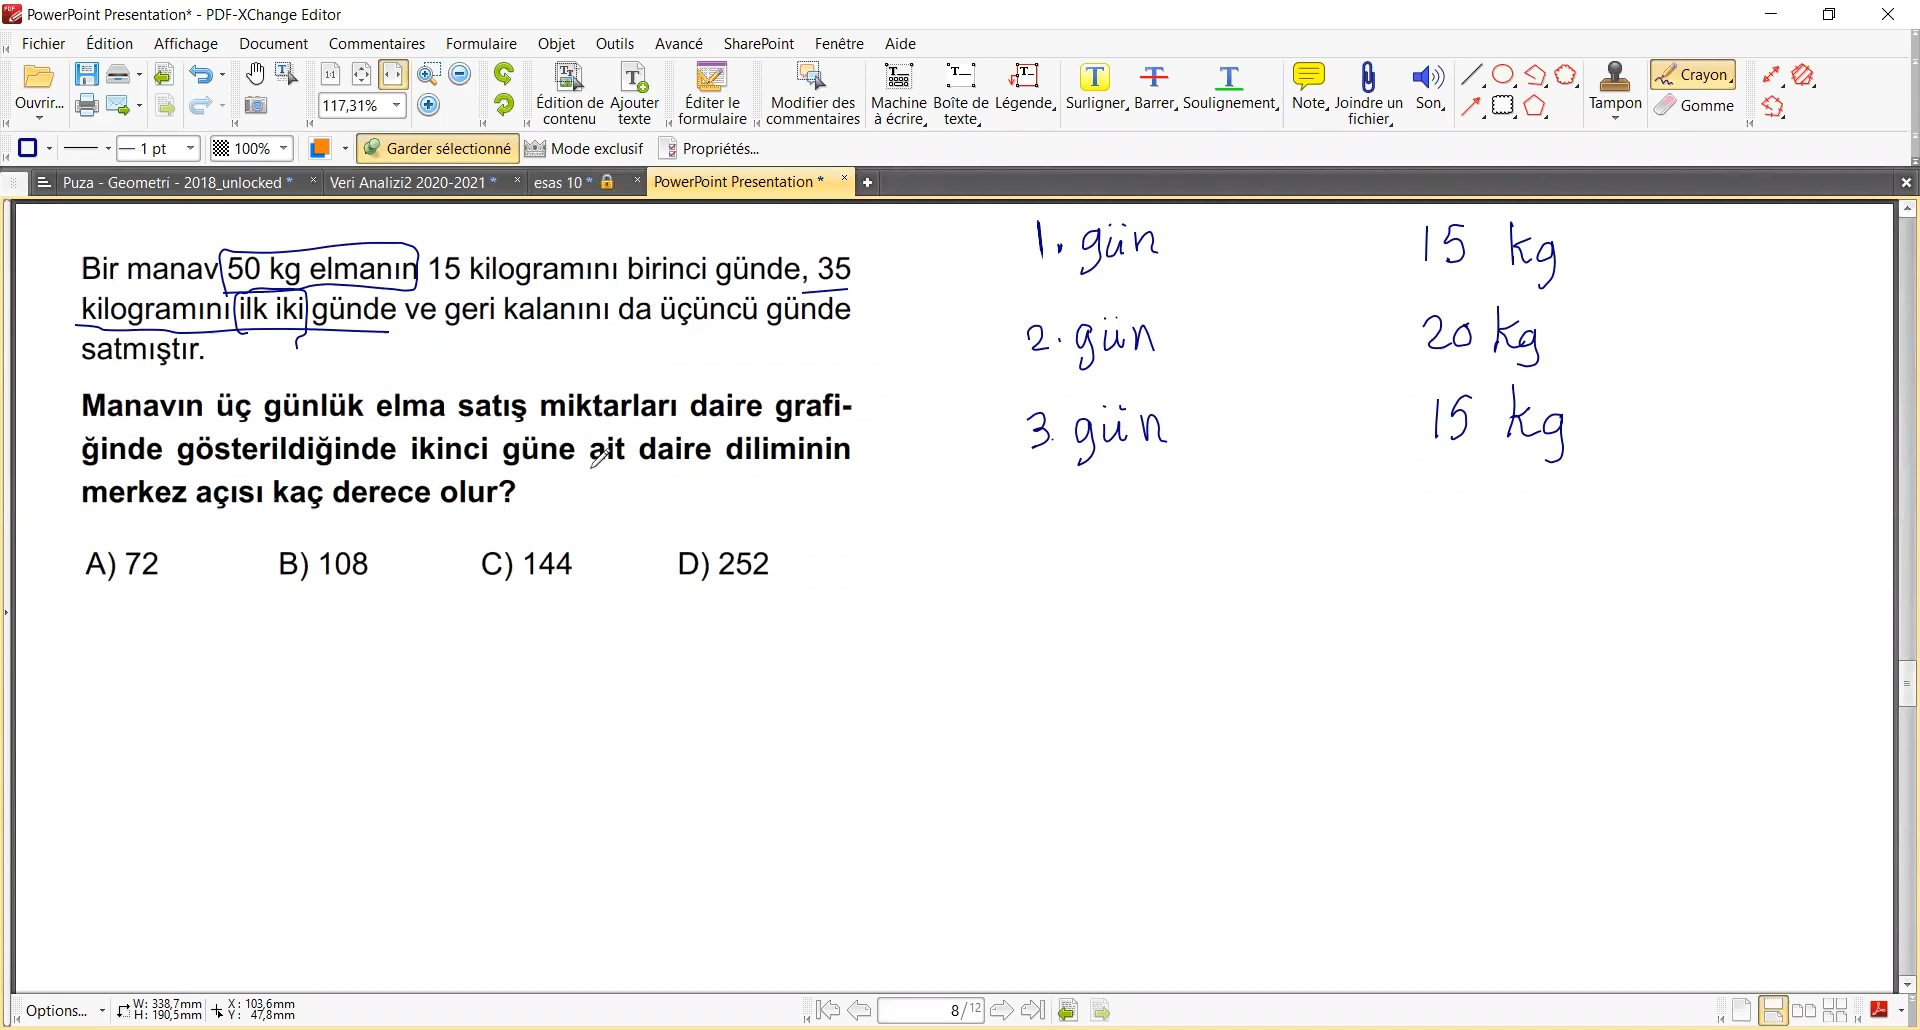 PowerPoint Presentation* - PDF-XChange Editor
Fichier Édition Affichage Document Commentaires Formulaire Objet Outils Avancé SharePoint Fenêtre Aide
Ouvrir... 117,31% Édition de contenu Ajouter texte Éditer le formulaire Modifier des commentaires Machine à écrire Boîte de texte Légende Surligner Barrer Soulignement Note Joindre un fichier Son Tampon Crayon Gomme
1 pt 100% Garder sélectionné Mode exclusif Propriétés...
Puza - Geometri - 2018_unlocked * Veri Analizi2 2020-2021 * esas 10 * PowerPoint Presentation *
Bir manav 50 kg elmanın 15 kilogramını birinci günde, 35
kilogramını ilk iki günde ve geri kalanını da üçüncü günde
satmıştır.
Manavın üç günlük elma satış miktarları daire grafi-
ğinde gösterildiğinde ikinci güne ait daire diliminin
merkez açısı kaç derece olur?
A) 72 B) 108 C) 144 D) 252
1. gün 15 kg
2. gün 20 kg
3. gün 15 kg
Options... W: 338,7mm X: 103,6mm
H: 190,5mm Y: 47,8mm
8/12